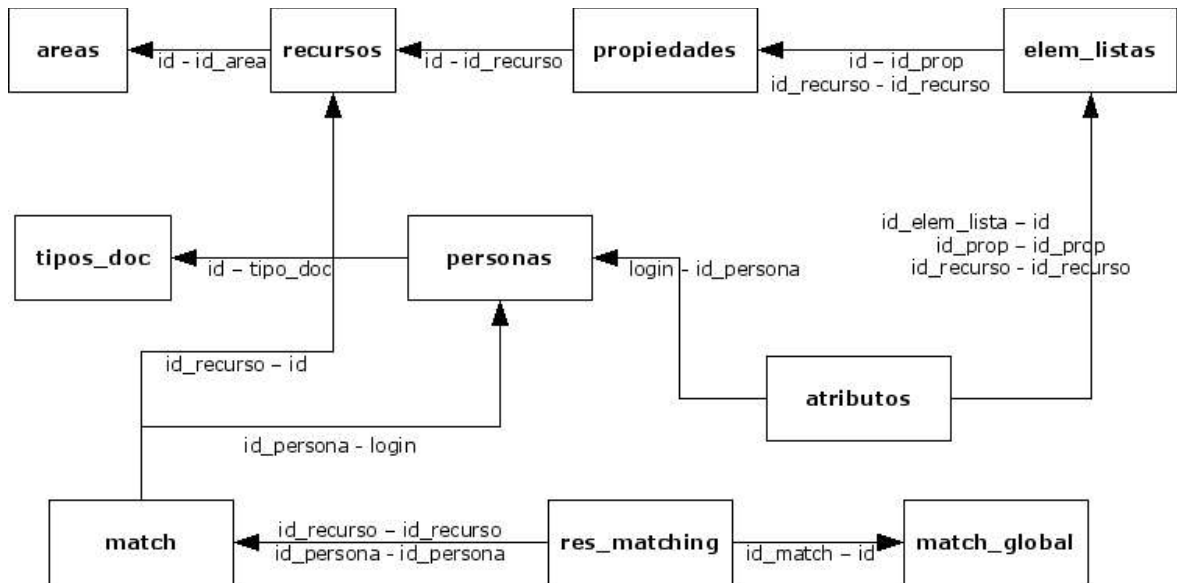 areas
recursos
propiedades
elem_listas
id - id_area
id - id_recurso
id – id_prop
id_recurso - id_recurso
tipos_doc
personas
id – tipo_doc
login - id_persona
id_elem_lista – id
id_prop – id_prop
id_recurso - id_recurso
id_recurso – id
atributos
id_persona - login
match
id_recurso – id_recurso
id_persona - id_persona
res_matching
id_match – id
match_global